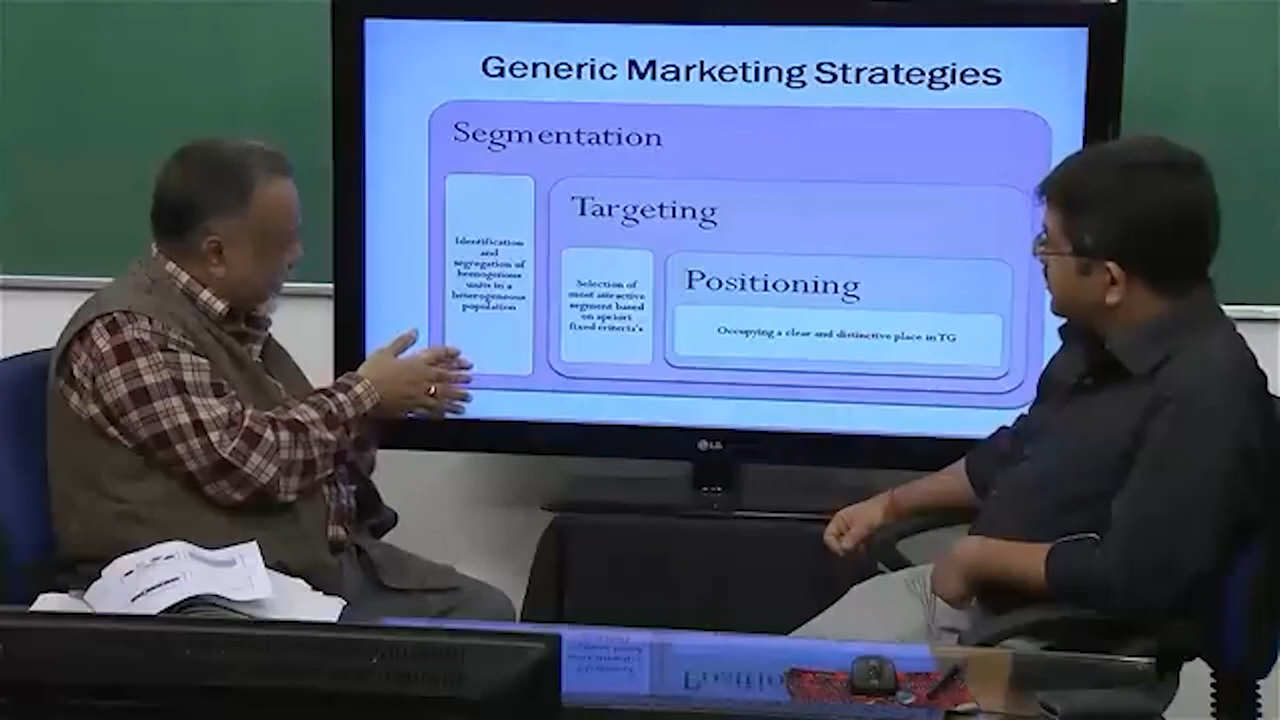 Generic Marketing Strategies
Segmentation
Identification
and
segregation of
homogenous
units in a
heterogeneous
population
Targeting
Selection of
most attractive
segment based
on apriori
fixed criteria's
Positioning
Occupying a clear and distinctive place in TG
LG